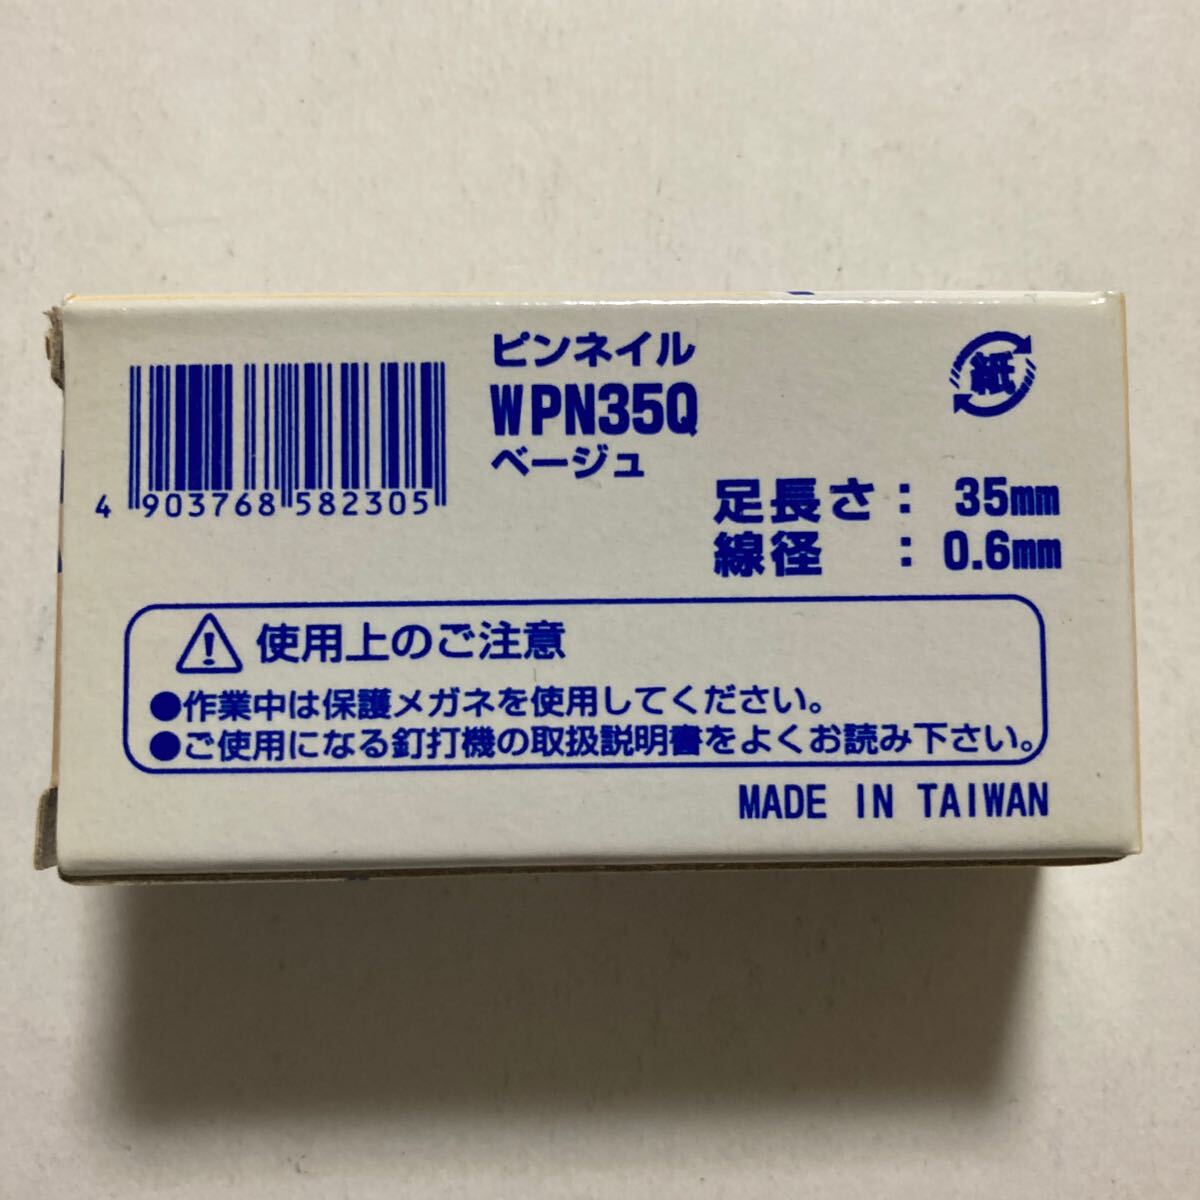 ピンネイル
WPN35Q
ベージュ
紙
4 903768 582305
足長さ： 35mm
線径 ： 0.6mm
使用上のご注意
●作業中は保護メガネを使用してください。
●ご使用になる釘打機の取扱説明書をよくお読み下さい。
MADE IN TAIWAN